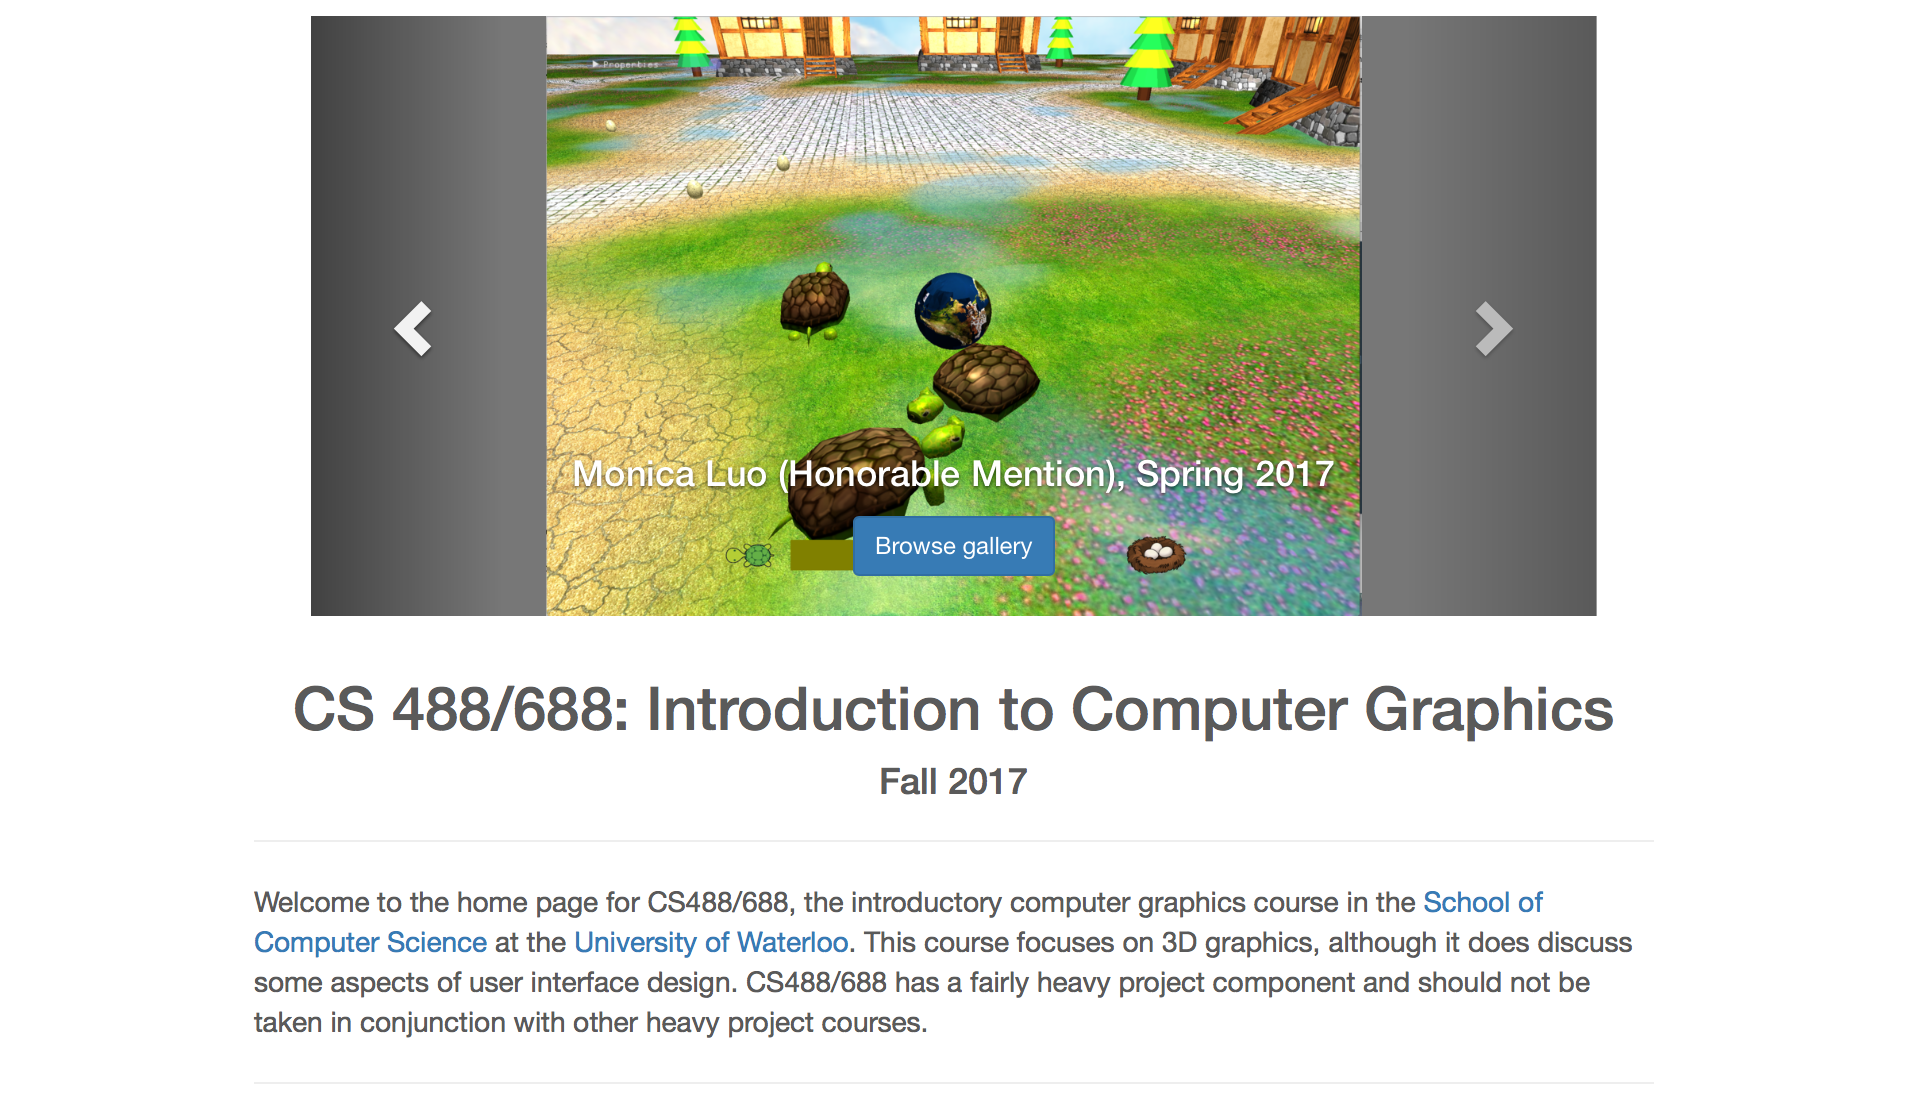 Properties
Monica Luo (Honorable Mention), Spring 2017
Browse gallery
CS 488/688: Introduction to Computer Graphics
Fall 2017
Welcome to the home page for CS488/688, the introductory computer graphics course in the School of
Computer Science at the University of Waterloo. This course focuses on 3D graphics, although it does discuss
some aspects of user interface design. CS488/688 has a fairly heavy project component and should not be
taken in conjunction with other heavy project courses.